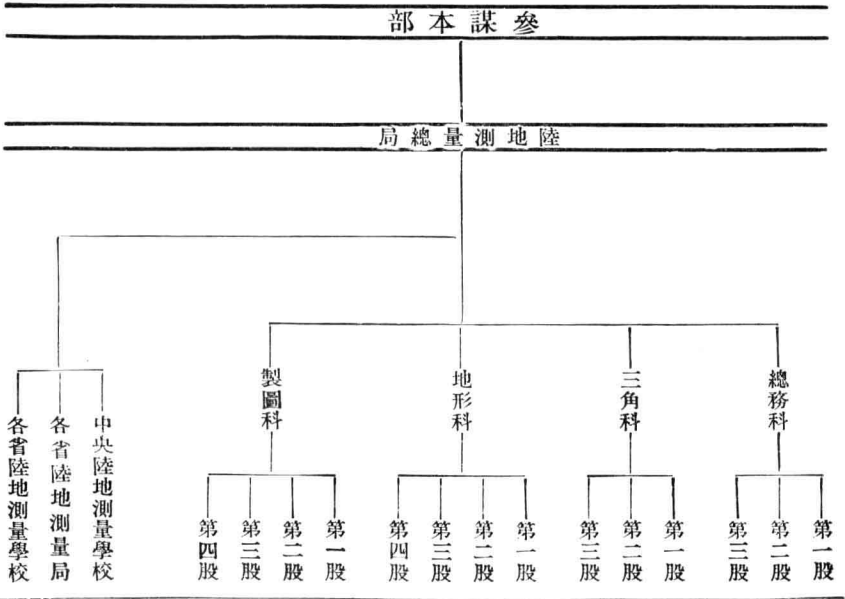 參謀本部
陸地測量總局
總務科
三角科
地形科
製圖科
第一股
第二股
第三股
第一股
第二股
第三股
第一股
第二股
第三股
第四股
第一股
第二股
第三股
第四股
中央陸地測量學校
各省陸地測量局
各省陸地測量學校